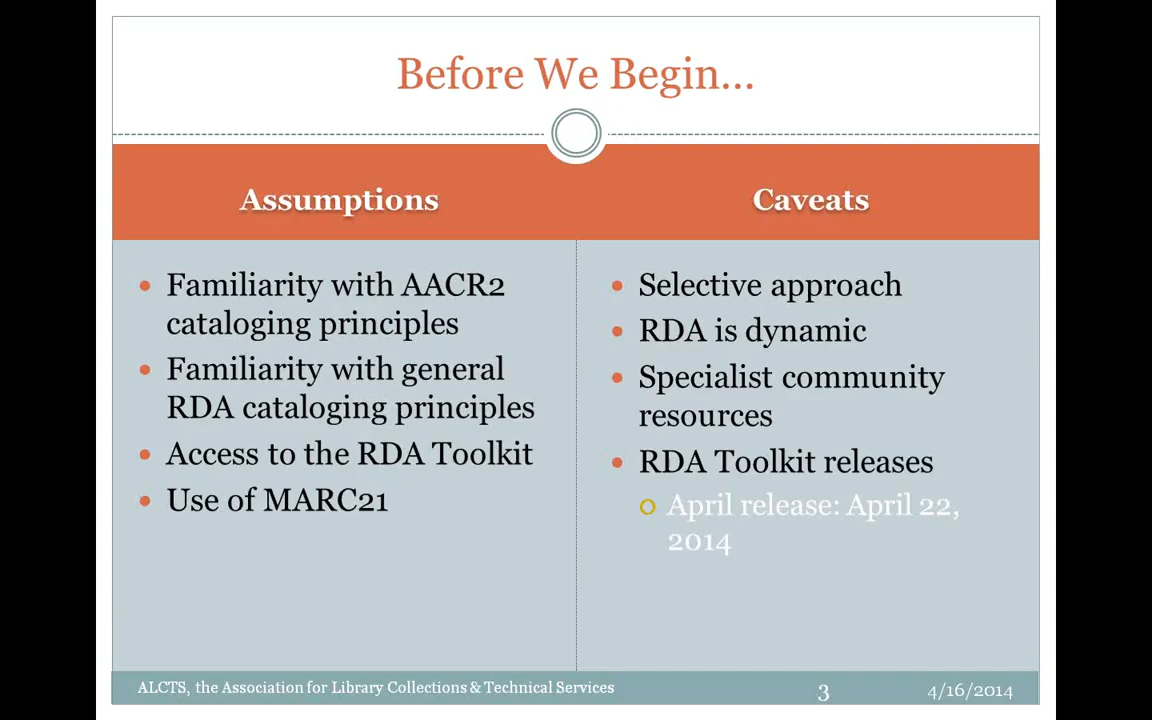 Before We Begin...
Assumptions
Familiarity with AACR2
cataloging principles
Familiarity with general
RDA cataloging principles
Access to the RDA Toolkit
Use of MARC21
Caveats
Selective approach
RDA is dynamic
Specialist community
resources
RDA Toolkit releases
April release: April 22,
2014
ALCTS, the Association for Library Collections & Technical Services
3
4/16/2014